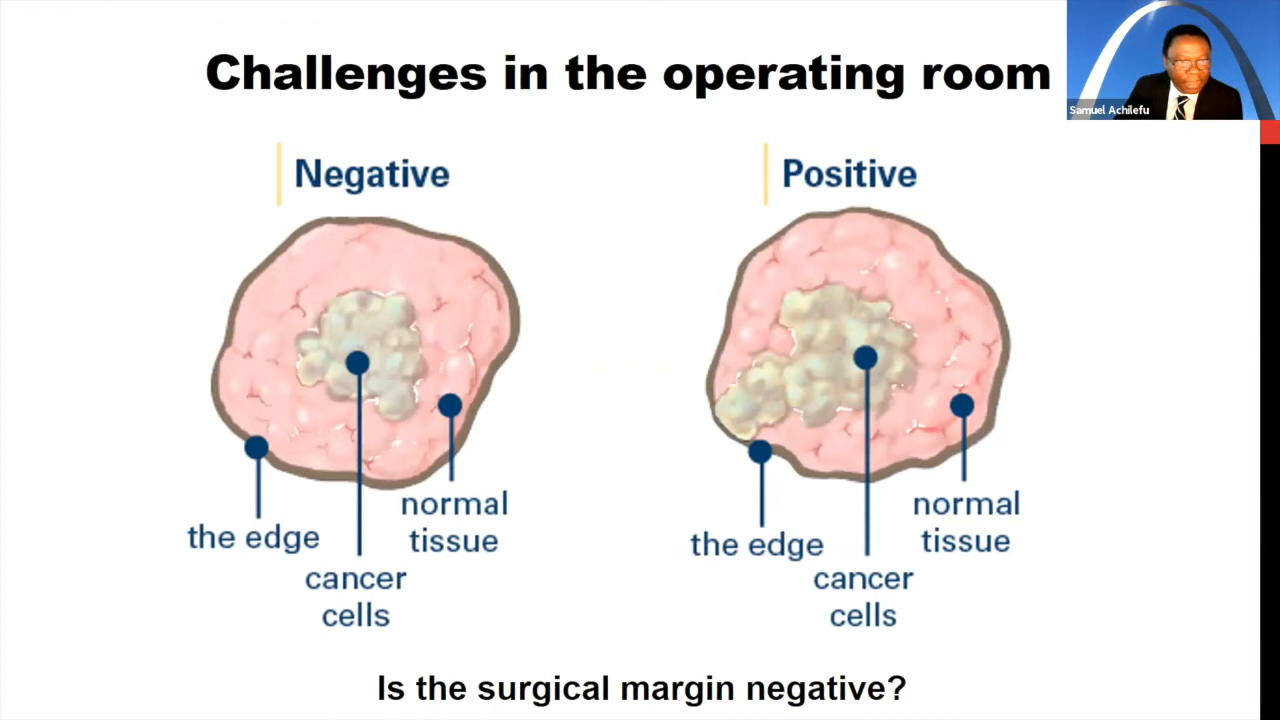 Challenges in the operating room
Samuel Achilefu
Negative
Positive
the edge
cancer
cells
normal
tissue
the edge
cancer
cells
normal
tissue
Is the surgical margin negative?